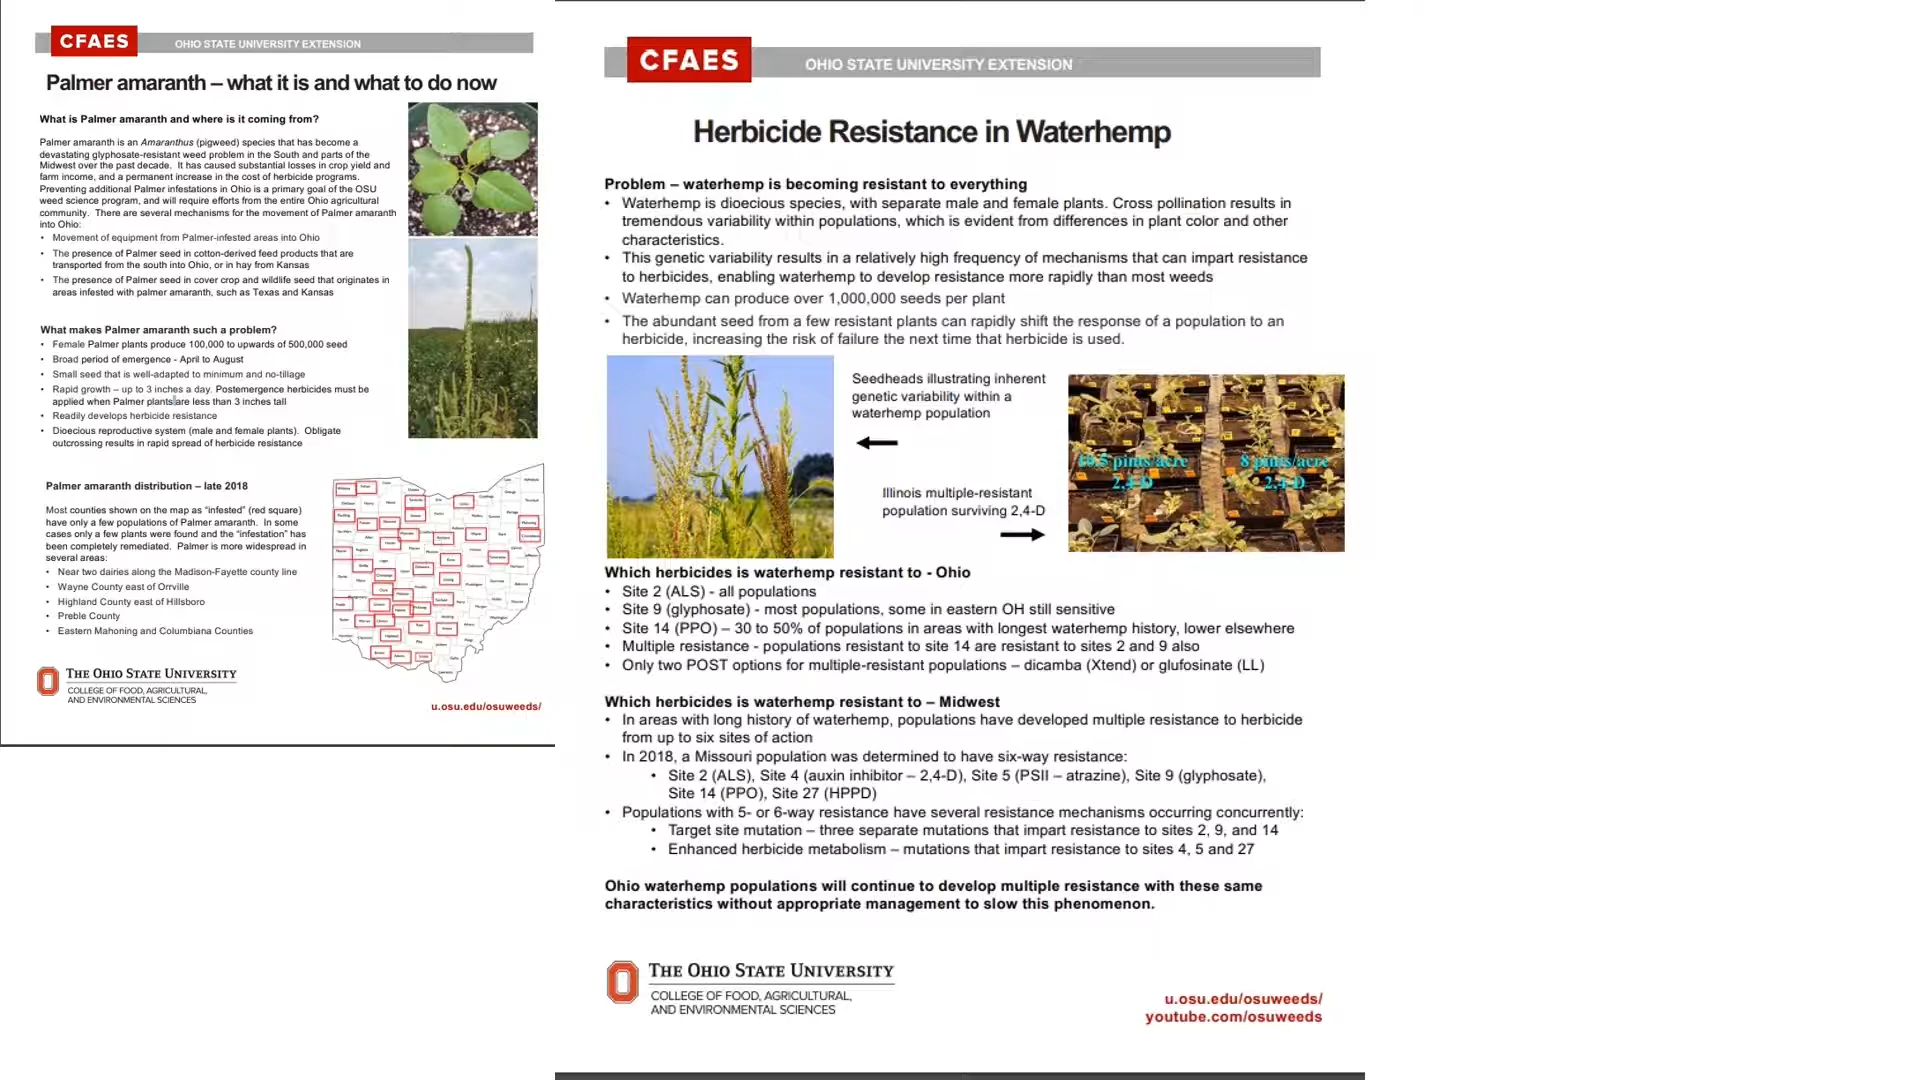 CFAES
OHIO STATE UNIVERSITY EXTENSION
Palmer amaranth – what it is and what to do now
What is Palmer amaranth and where is it coming from?
Palmer amaranth is an Amaranthus (pigweed) species that has become a
devastating glyphosate-resistant weed problem in the South and parts of the
Midwest over the past decade. It has caused substantial losses in crop yield and
farm income, and a permanent increase in the cost of herbicide programs.
Preventing additional Palmer infestations in Ohio is a primary goal of the OSU
weed science program, and will require efforts from the entire Ohio agricultural
community. There are several mechanisms for the movement of Palmer amaranth
into Ohio:
• Movement of equipment from Palmer-infested areas into Ohio
• The presence of Palmer seed in cotton-derived feed products that are
transported from the south into Ohio, or in hay from Kansas
• The presence of Palmer seed in cover crop and wildlife seed that originates in
areas infested with palmer amaranth, such as Texas and Kansas
What makes Palmer amaranth such a problem?
• Female Palmer plants produce 100,000 to upwards of 500,000 seed
• Broad period of emergence - April to August
• Small seed that is well-adapted to minimum and no-tillage
• Rapid growth – up to 3 inches a day. Postemergence herbicides must be
applied when Palmer plants are less than 3 inches tall
• Readily develops herbicide resistance
• Dioecious reproductive system (male and female plants). Obligate
outcrossing results in rapid spread of herbicide resistance
Palmer amaranth distribution – late 2018
Most counties shown on the map as “infested” (red square)
have only a few populations of Palmer amaranth. In some
cases only a few plants were found and the “infestation” has
been completely remediated. Palmer is more widespread in
several areas:
• Near two dairies along the Madison-Fayette county line
• Wayne County east of Orrville
• Highland County east of Hillsboro
• Preble County
• Eastern Mahoning and Columbiana Counties
THE OHIO STATE UNIVERSITY
COLLEGE OF FOOD, AGRICULTURAL,
AND ENVIRONMENTAL SCIENCES
u.osu.edu/osuweeds/
CFAES
OHIO STATE UNIVERSITY EXTENSION
Herbicide Resistance in Waterhemp
Problem – waterhemp is becoming resistant to everything
• Waterhemp is dioecious species, with separate male and female plants. Cross pollination results in
tremendous variability within populations, which is evident from differences in plant color and other
characteristics.
• This genetic variability results in a relatively high frequency of mechanisms that can impart resistance
to herbicides, enabling waterhemp to develop resistance more rapidly than most weeds
• Waterhemp can produce over 1,000,000 seeds per plant
• The abundant seed from a few resistant plants can rapidly shift the response of a population to an
herbicide, increasing the risk of failure the next time that herbicide is used.
Seedheads illustrating inherent
genetic variability within a
waterhemp population
Illinois multiple-resistant
population surviving 2,4-D
pints/acre
2,4-D
8 pints/acre
2,4-D
Which herbicides is waterhemp resistant to - Ohio
• Site 2 (ALS) - all populations
• Site 9 (glyphosate) - most populations, some in eastern OH still sensitive
• Site 14 (PPO) – 30 to 50% of populations in areas with longest waterhemp history, lower elsewhere
• Multiple resistance - populations resistant to site 14 are resistant to sites 2 and 9 also
• Only two POST options for multiple-resistant populations – dicamba (Xtend) or glufosinate (LL)
Which herbicides is waterhemp resistant to – Midwest
• In areas with long history of waterhemp, populations have developed multiple resistance to herbicide
from up to six sites of action
• In 2018, a Missouri population was determined to have six-way resistance:
• Site 2 (ALS), Site 4 (auxin inhibitor – 2,4-D), Site 5 (PSII – atrazine), Site 9 (glyphosate),
Site 14 (PPO), Site 27 (HPPD)
• Populations with 5- or 6-way resistance have several resistance mechanisms occurring concurrently:
• Target site mutation – three separate mutations that impart resistance to sites 2, 9, and 14
• Enhanced herbicide metabolism – mutations that impart resistance to sites 4, 5 and 27
Ohio waterhemp populations will continue to develop multiple resistance with these same
characteristics without appropriate management to slow this phenomenon.
THE OHIO STATE UNIVERSITY
COLLEGE OF FOOD, AGRICULTURAL,
AND ENVIRONMENTAL SCIENCES
u.osu.edu/osuweeds/
youtube.com/osuweeds